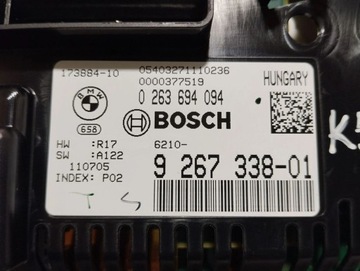 173884-10 05403271110236 HUNGARY
0000377519
BMW 0 263 694 094
658 BOSCH
HW :R17 6210-
SW :A122 9 267 338-01
110705
INDEX: P02
T S